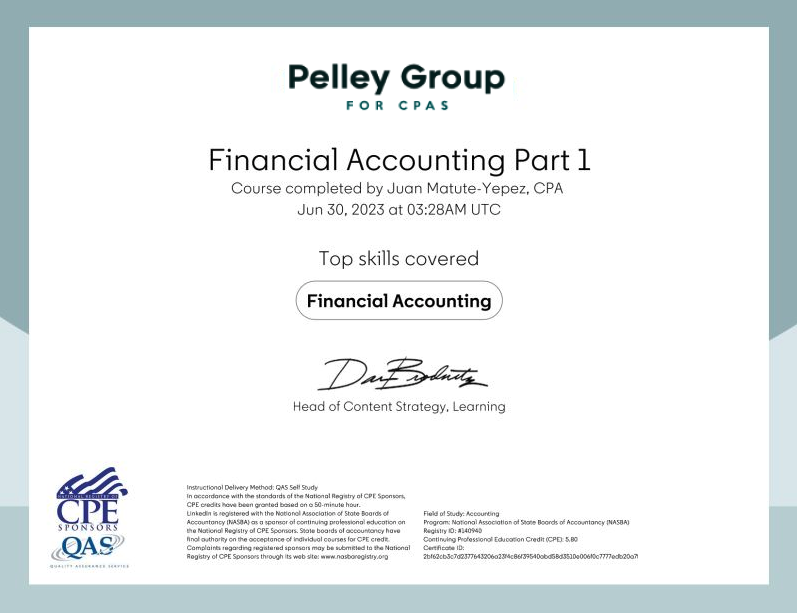 Pelley Group
FOR CPAS
Financial Accounting Part 1
Course completed by Juan Matute-Yepez, CPA
Jun 30, 2023 at 03:28AM UTC
Top skills covered
Financial Accounting
Head of Content Strategy, Learning
NATIONAL REGISTRY OF
CPE
SPONSORS
QAS
QUALITY ASSURANCE SERVICE
Instructional Delivery Method: QAS Self Study
In accordance with the standards of the National Registry of CPE Sponsors,
CPE credits have been granted based on a 50-minute hour.
LinkedIn is registered with the National Association of State Boards of
Accountancy (NASBA) as a sponsor of continuing professional education on
the National Registry of CPE Sponsors. State boards of accountancy have
final authority on the acceptance of individual courses for CPE credit.
Complaints regarding registered sponsors may be submitted to the National
Registry of CPE Sponsors through its web site: www.nasbaregistry.org
Field of Study: Accounting
Program: National Association of State Boards of Accountancy (NASBA)
Registry ID: #140940
Continuing Professional Education Credit (CPE): 5.80
Certificate ID: